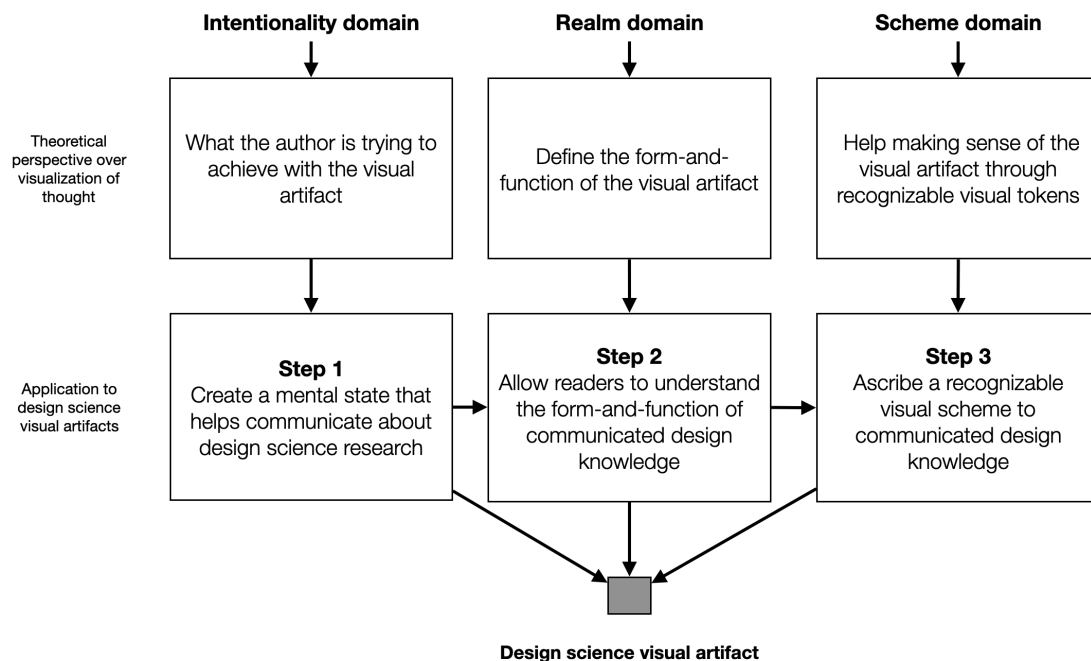 Intentionality domain
Realm domain
Scheme domain
Theoretical
perspective over
visualization of
thought
What the author is trying to
achieve with the visual
artifact
Define the form-and-
function of the visual artifact
Help making sense of the
visual artifact through
recognizable visual tokens
Application to
design science
visual artifacts
Step 1
Create a mental state that
helps communicate about
design science research
Step 2
Allow readers to understand
the form-and-function of
communicated design
knowledge
Step 3
Ascribe a recognizable
visual scheme to
communicated design
knowledge
Design science visual artifact